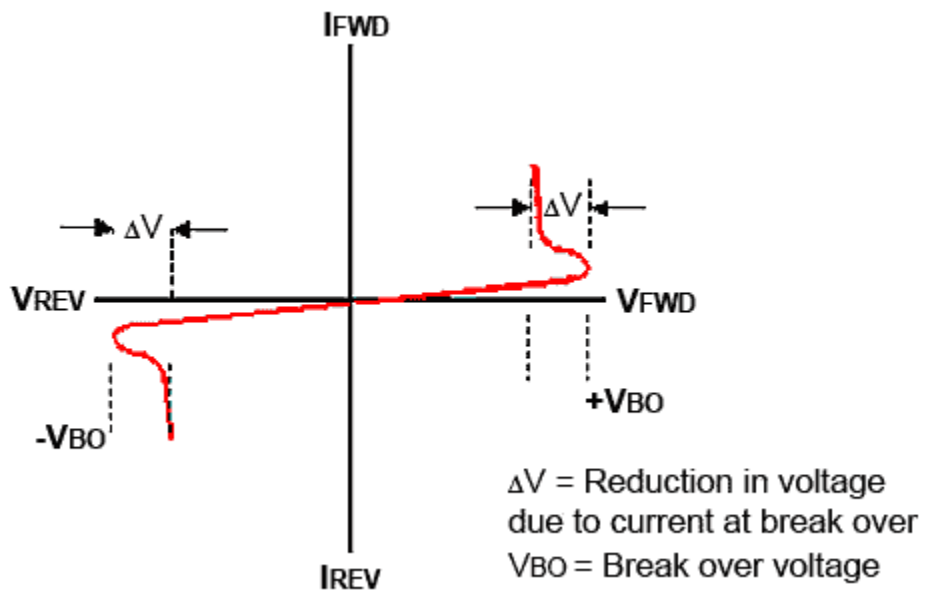 IFWD
ΔV
ΔV
VREV
VFWD
+VBO
-VBO
ΔV = Reduction in voltage
due to current at break over
VBO = Break over voltage
IREV